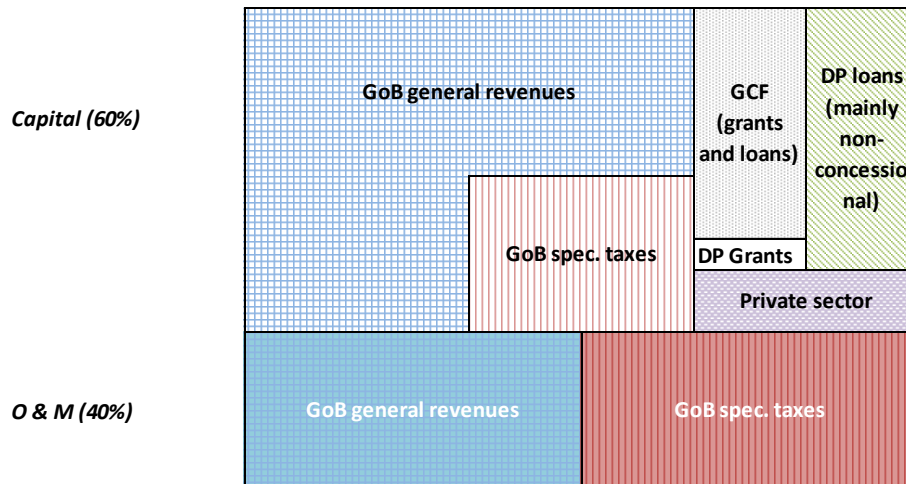 Capital (60%)
GoB general revenues
GCF
(grants
and loans)
DP loans
(mainly
non-
concessio
nal)
GoB spec. taxes
DP Grants
Private sector
O & M (40%)
GoB general revenues
GoB spec. taxes